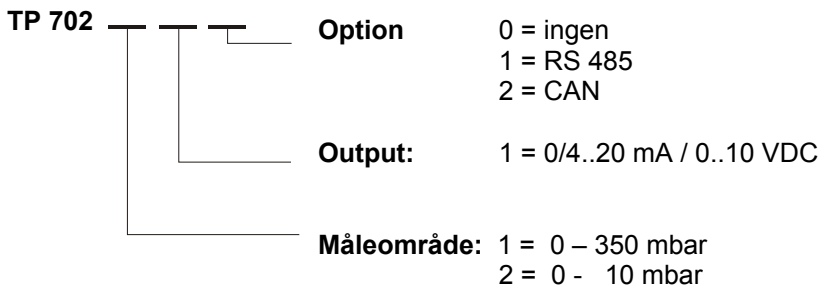 TP 702 Option 0 = ingen
1 = RS 485
2 = CAN
Output: 1 = 0/4..20 mA / 0..10 VDC
Måleområde: 1 = 0 – 350 mbar
2 = 0 - 10 mbar